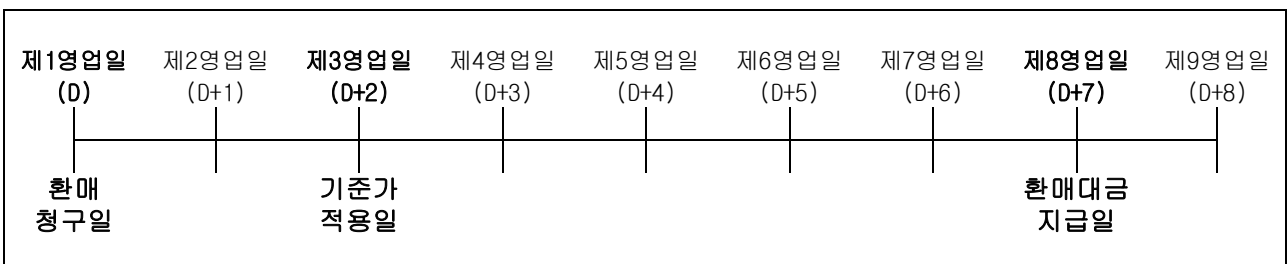 제1영업일 제2영업일 제3영업일 제4영업일 제5영업일 제6영업일 제7영업일 제8영업일 제9영업일
(D) (D+1) (D+2) (D+3) (D+4) (D+5) (D+6) (D+7) (D+8)
환매 기준가 환매대금
청구일 적용일 지급일